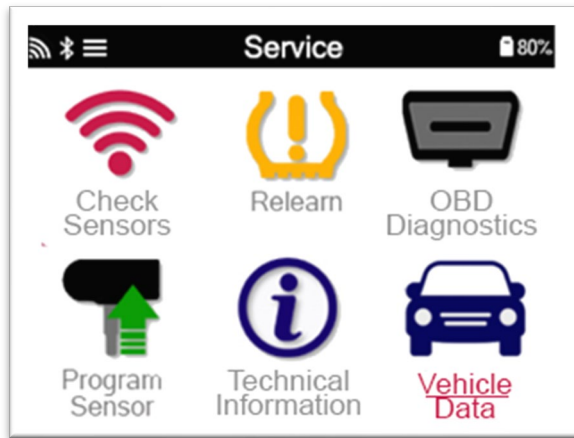 Service
80%
Check
Sensors
Relearn
OBD
Diagnostics
Program
Sensor
Technical
Information
Vehicle
Data